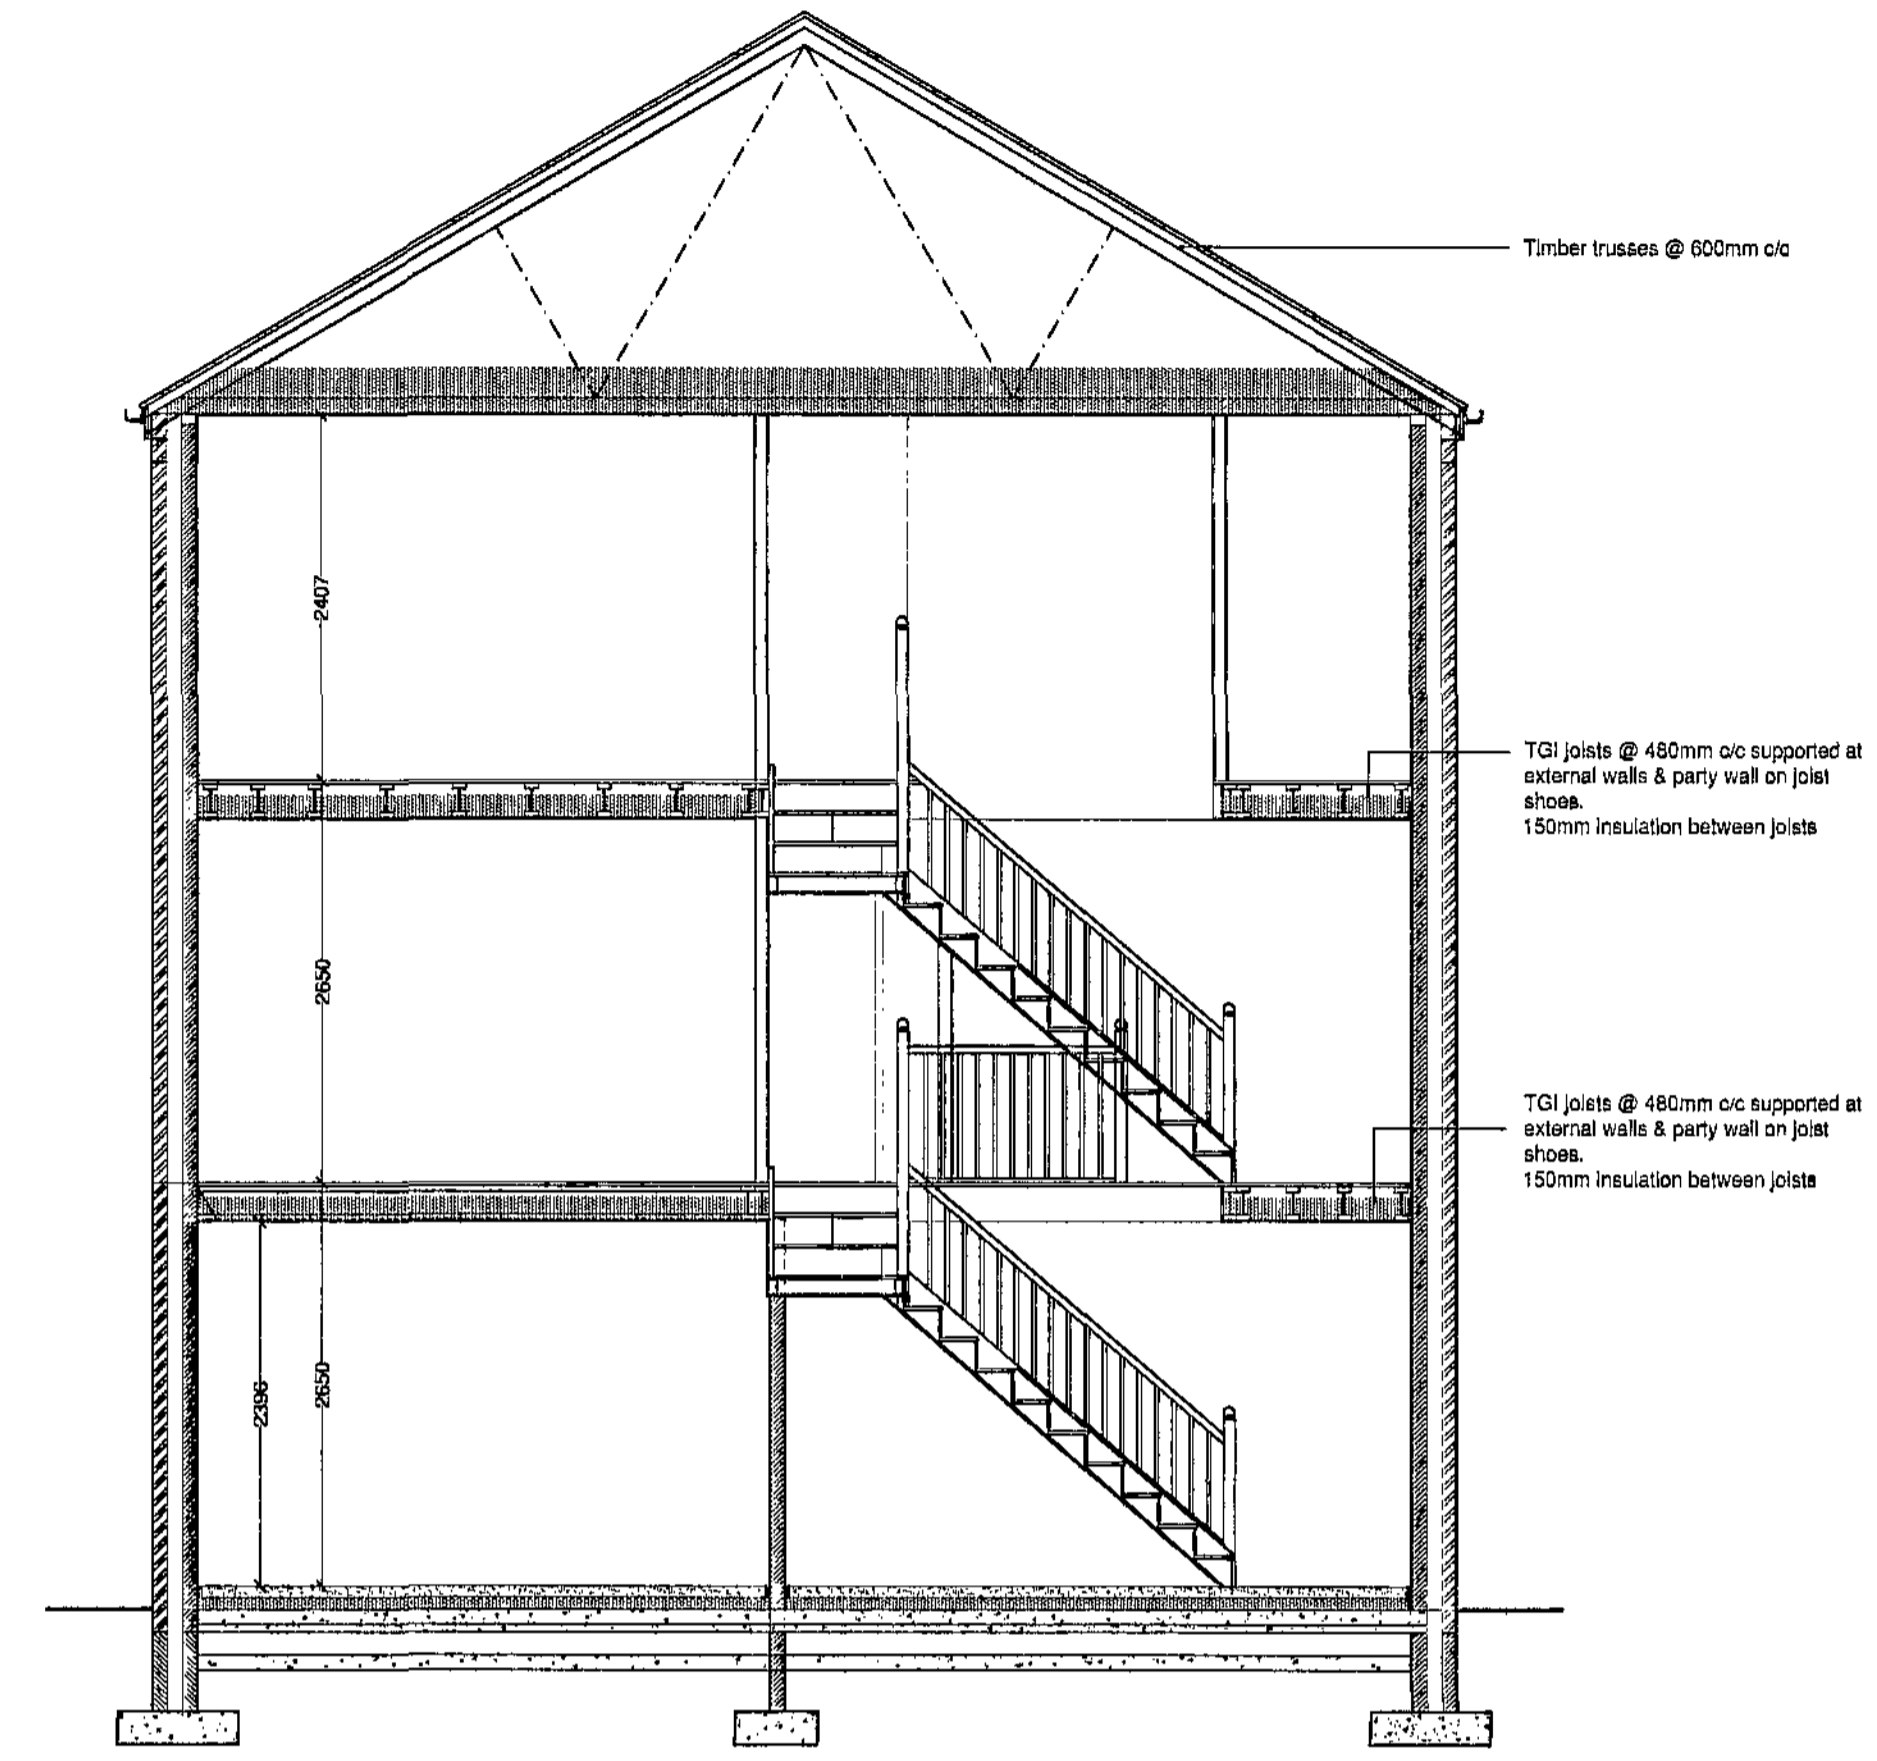 Timber trusses @ 600mm c/c
2407
TGI joists @ 480mm c/c supported at
external walls & party wall on joist
shoes.
150mm insulation between joists
2650
TGI joists @ 480mm c/c supported at
external walls & party wall on joist
shoes.
150mm insulation between joists
2396
2650